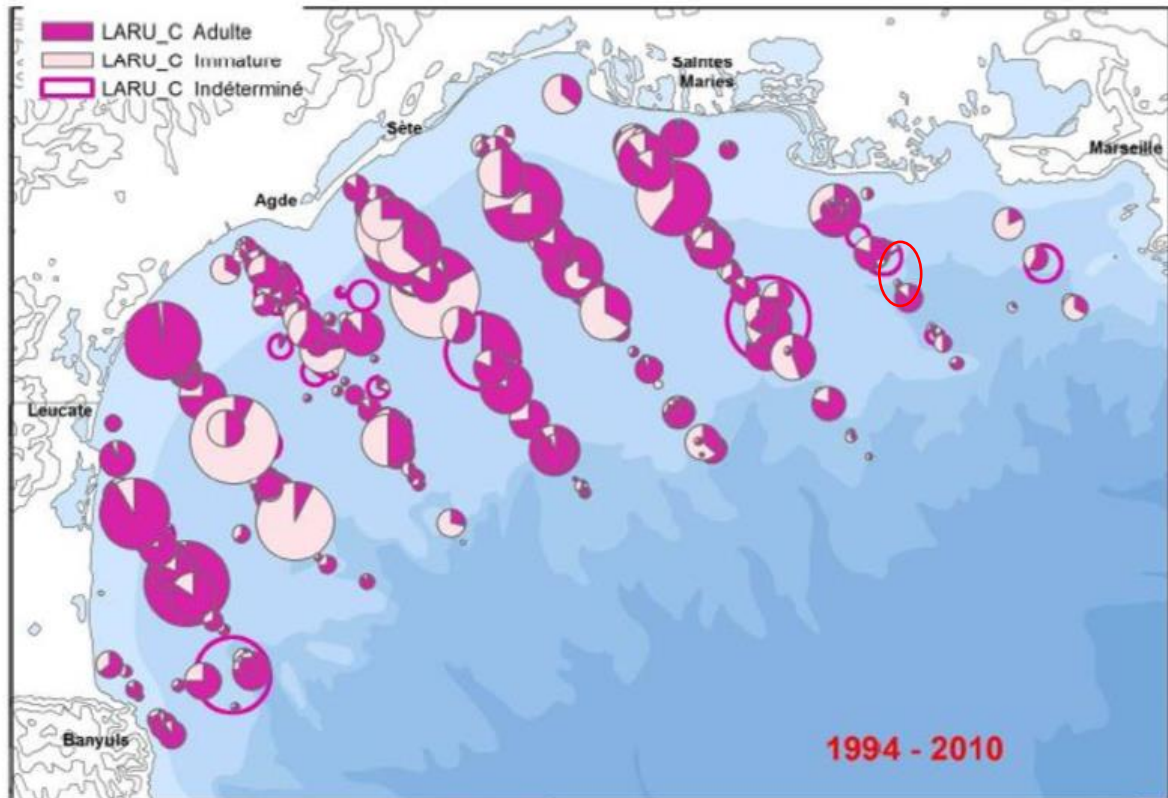 LARU_C Adulte
LARU_C Immature
LARU_C Indéterminé
Saintes
Maries
Sète
Marseille
Agde
Leucate
Banyuls
1994 - 2010